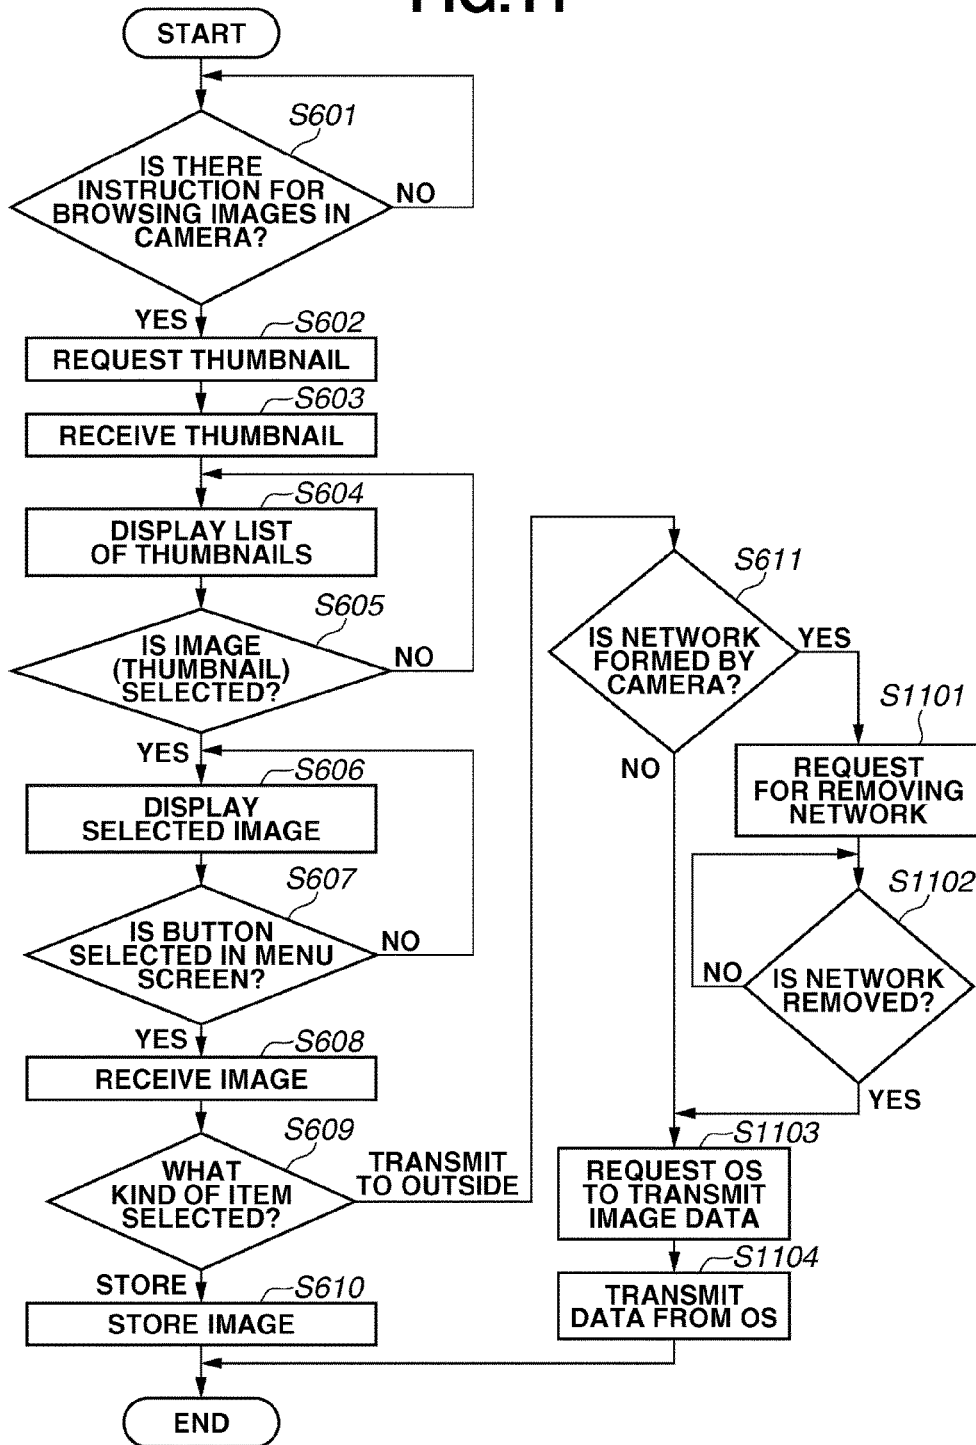 FIG.11
START
S601
IS THERE
INSTRUCTION FOR
BROWSING IMAGES IN
CAMERA?
NO
YES
S602
REQUEST THUMBNAIL
S603
RECEIVE THUMBNAIL
S604
DISPLAY LIST
OF THUMBNAILS
S605
IS IMAGE
(THUMBNAIL)
SELECTED?
NO
YES
S606
DISPLAY
SELECTED IMAGE
S607
IS BUTTON
SELECTED IN MENU
SCREEN?
NO
YES
S608
RECEIVE IMAGE
S609
WHAT
KIND OF ITEM
SELECTED?
TRANSMIT
TO OUTSIDE
STORE
S610
STORE IMAGE
END
S611
IS NETWORK
FORMED BY
CAMERA?
YES
NO
S1101
REQUEST
FOR REMOVING
NETWORK
S1102
IS NETWORK
REMOVED?
NO
YES
S1103
REQUEST OS
TO TRANSMIT
IMAGE DATA
S1104
TRANSMIT
DATA FROM OS